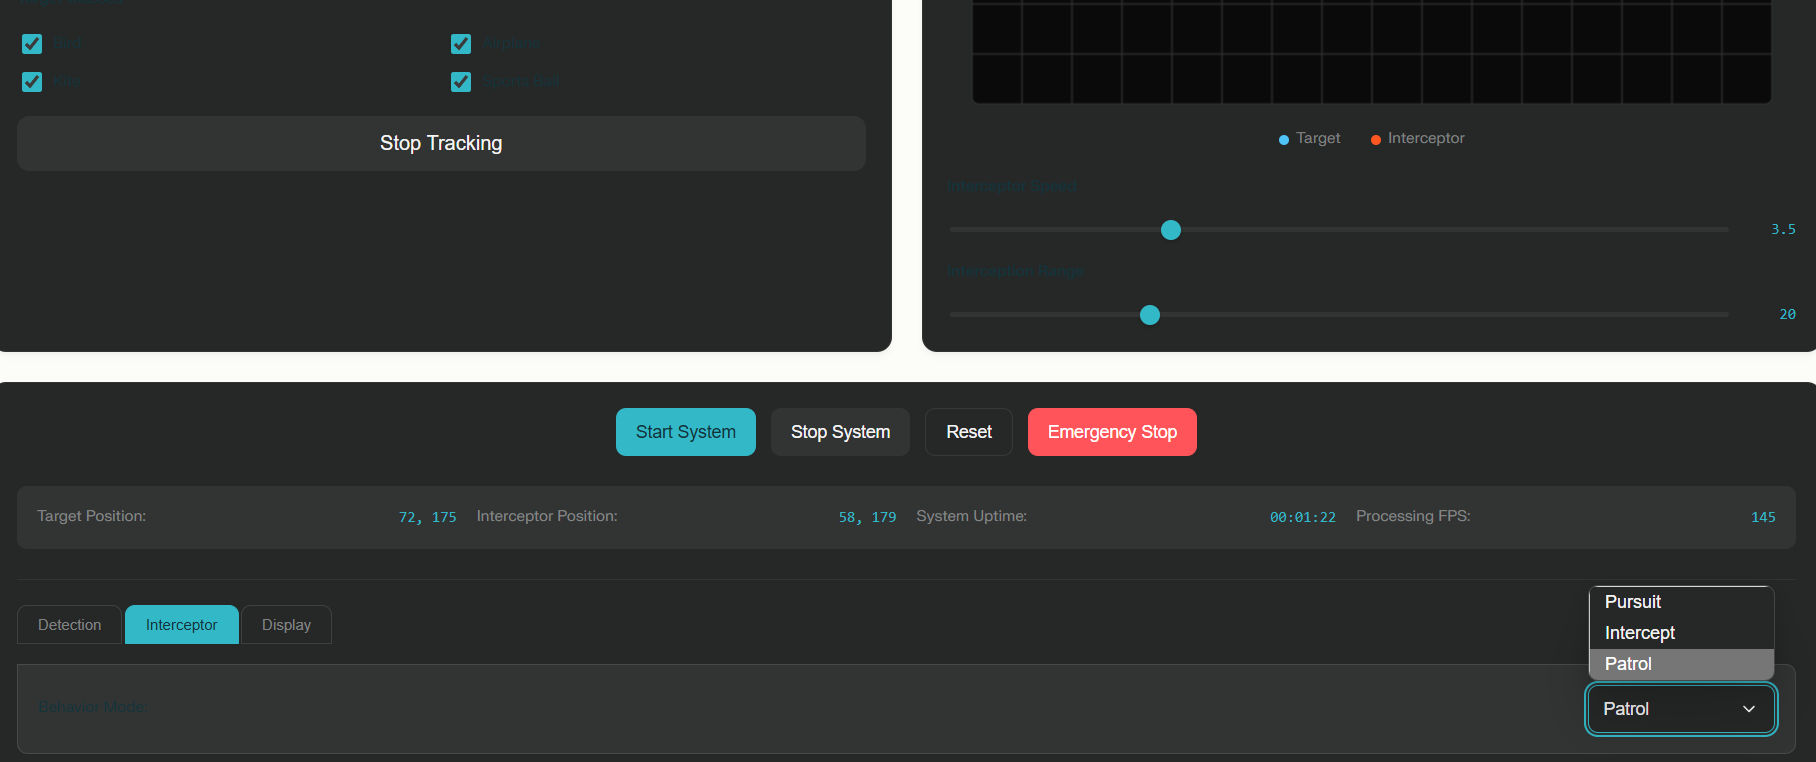 Bird
Airplane
Kite
Sports Ball
Stop Tracking
Target
Interceptor
Interceptor Speed
3.5
Interception Range
20
Start System
Stop System
Reset
Emergency Stop
Target Position:
72, 175
Interceptor Position:
58, 179
System Uptime:
00:01:22
Processing FPS:
145
Detection
Interceptor
Display
Pursuit
Intercept
Patrol
Behavior Mode:
Patrol